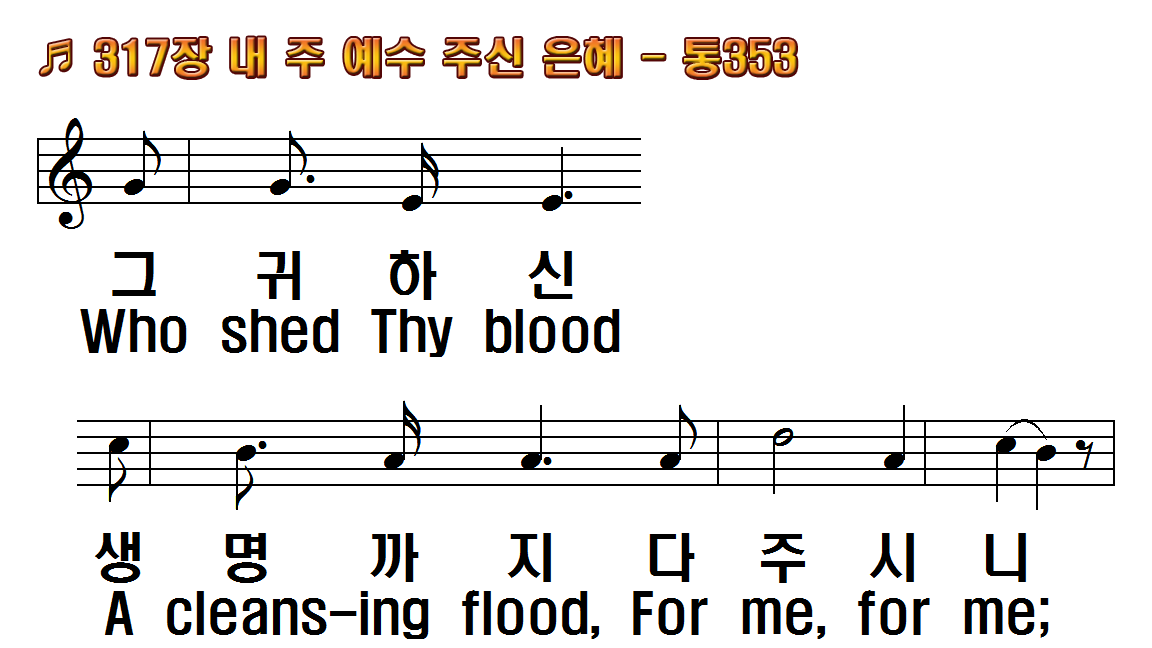 ♬ 317장 내 주 예수 주신 은혜 - 통353
그 귀 하 신
Who shed Thy blood
생 명 까 지 다 주 시 니
A cleans-ing flood, For me, for me;